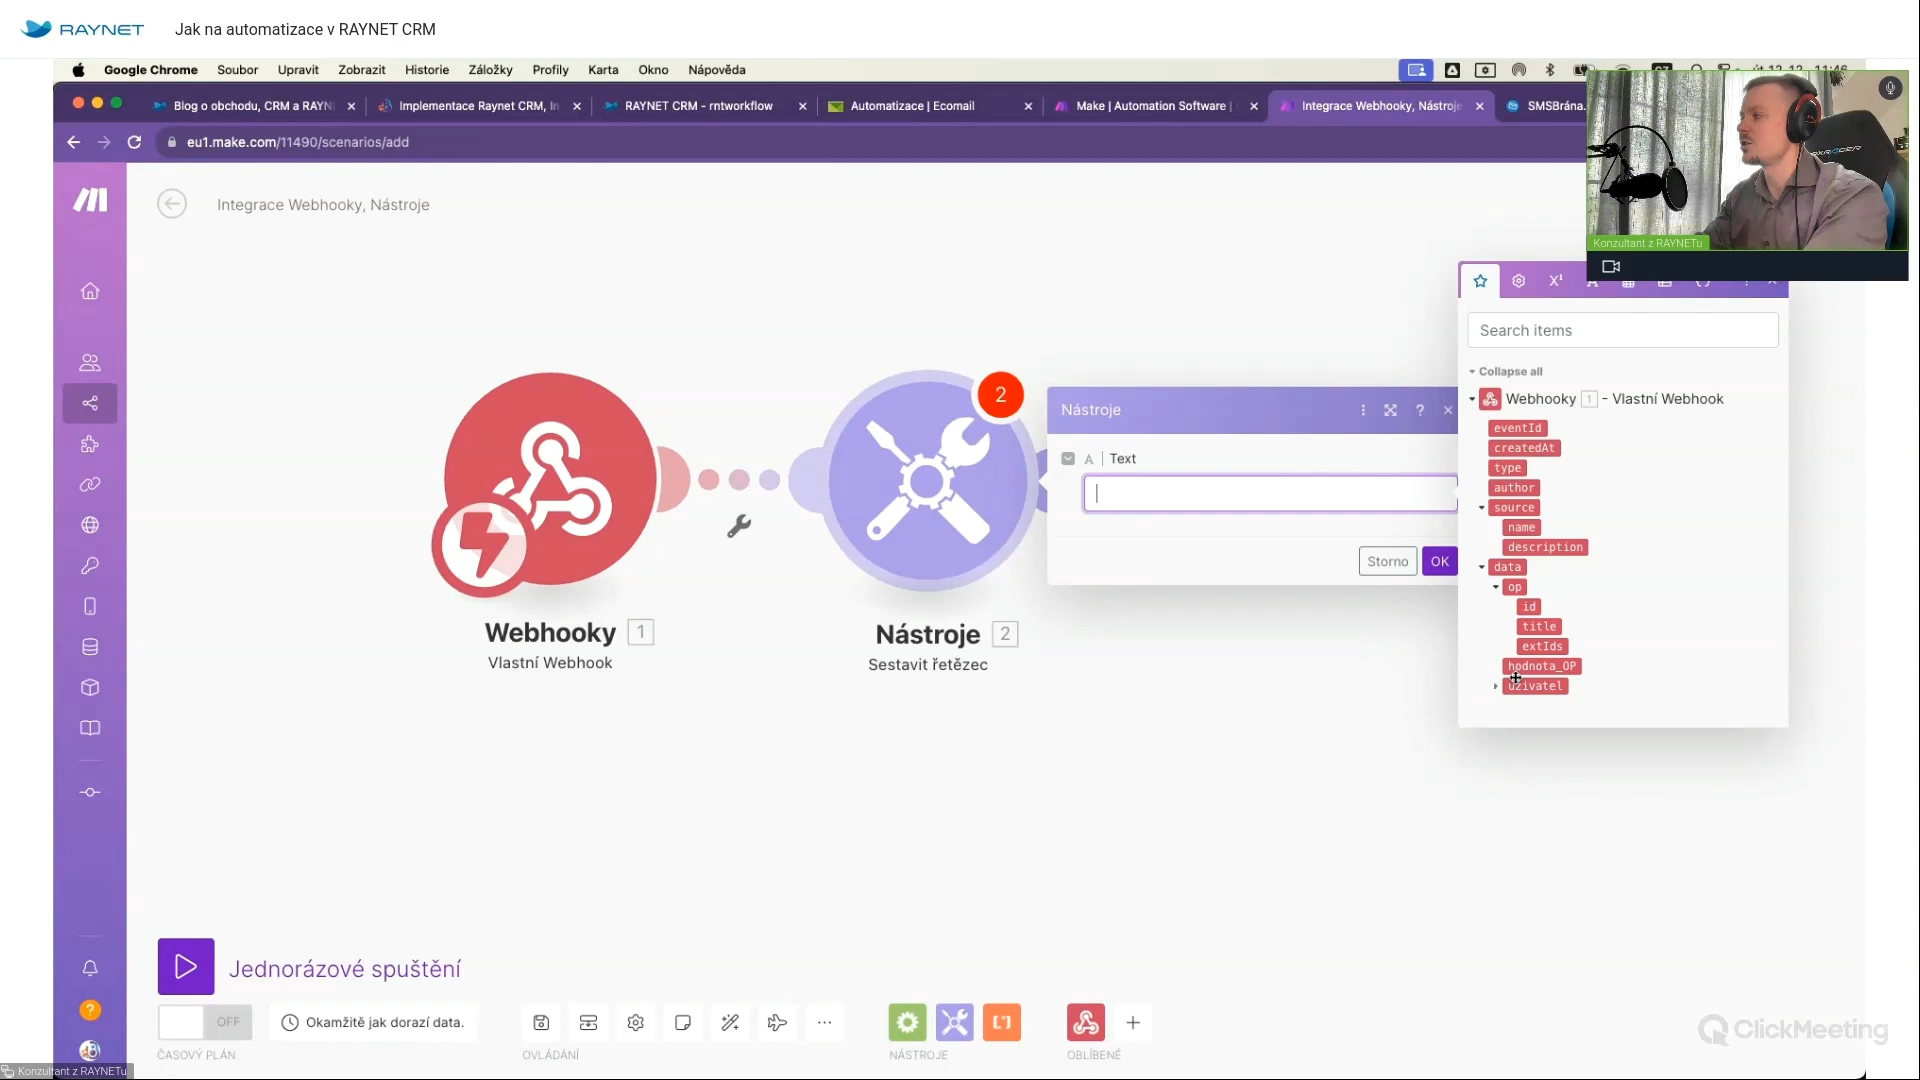 RAYNET
Jak na automatizace v RAYNET CRM
Google Chrome Soubor Upravit Zobrazit Historie Záložky Profily Karta Okno Nápověda
Blog o obchodu, CRM a RAYN
Implementace Raynet CRM, In
RAYNET CRM - rntworkflow
Automatizace | Ecomail
Make | Automation Software |
Integrace Webhooky, Nástroje
SMSBrána.
eu1.make.com/11490/scenarios/add
Konzultant z RAYNETu
Integrace Webhooky, Nástroje
2
Nástroje
?
A | Text
Storno
OK
Search items
Collapse all
Webhooky 1 - Vlastní Webhook
eventId
createdAt
type
author
source
name
description
data
op
id
title
extIds
hodnota_OP
uzivatel
Webhooky 1
Vlastní Webhook
Nástroje 2
Sestavit řetězec
Jednorázové spuštění
OFF
Okamžitě jak dorazí data.
ČASOVÝ PLÁN
OVLÁDÁNÍ
NÁSTROJE
OBLÍBENÉ
ClickMeeting
Konzultant z RAYNETu